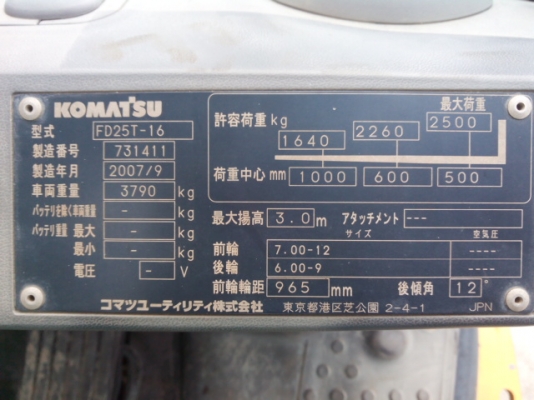 KOMATSU
型式 FD25T-16
製造番号 731411
製造年月 2007/9
車両重量 3790 kg
バッテリを除く車両重量 - kg
バッテリ重量 最大 - kg
最小 - kg
電圧 - V
コマツユーティリティ株式会社
最大荷重
許容荷重 kg 1640 2260 2500
荷重中心 mm 1000 600 500
最大揚高 3.0 m アタッチメント ---
サイズ 空気圧
前輪 7.00-12 ----
後輪 6.00-9 ----
前輪輪距 965 mm 後傾角 12°
東京都港区芝公園 2-4-1 JPN